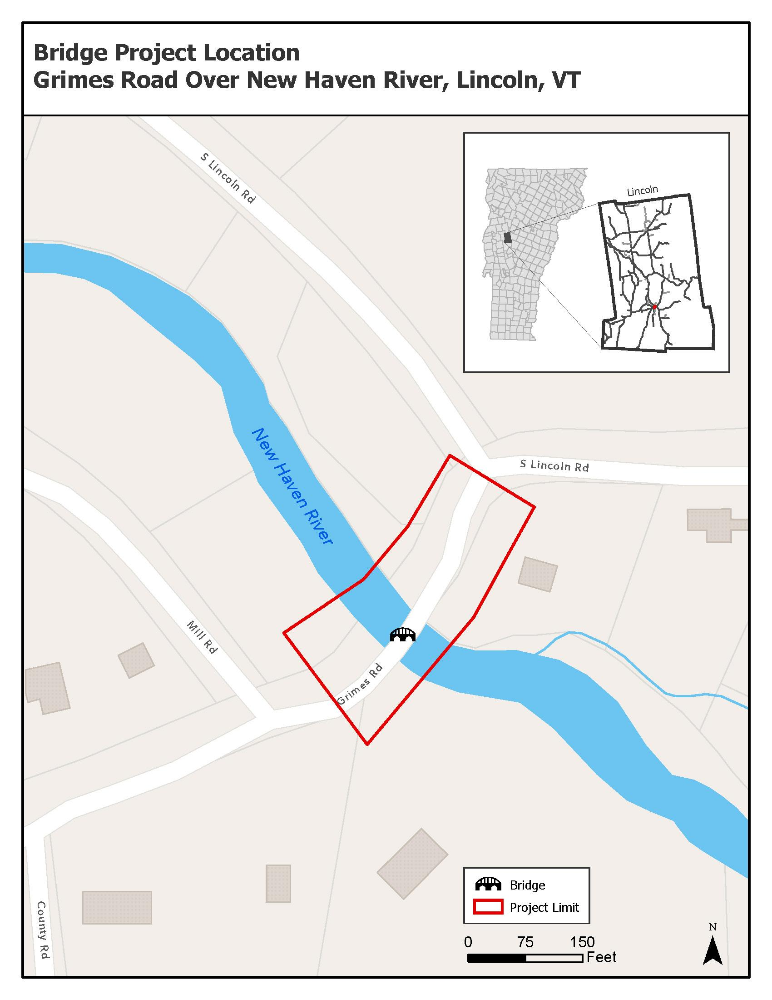 Bridge Project Location
Grimes Road Over New Haven River, Lincoln, VT
S Lincoln Rd
Lincoln
New Haven River
S Lincoln Rd
Mill Rd
Grimes Rd
County Rd
Bridge
Project Limit
0 75 150
Feet
N